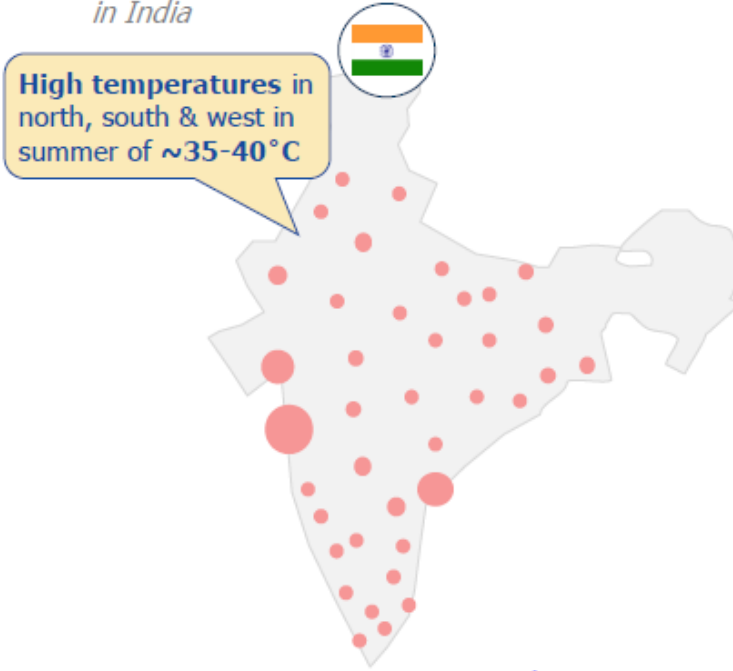 in India
High temperatures in
north, south & west in
summer of ~35-40˚C